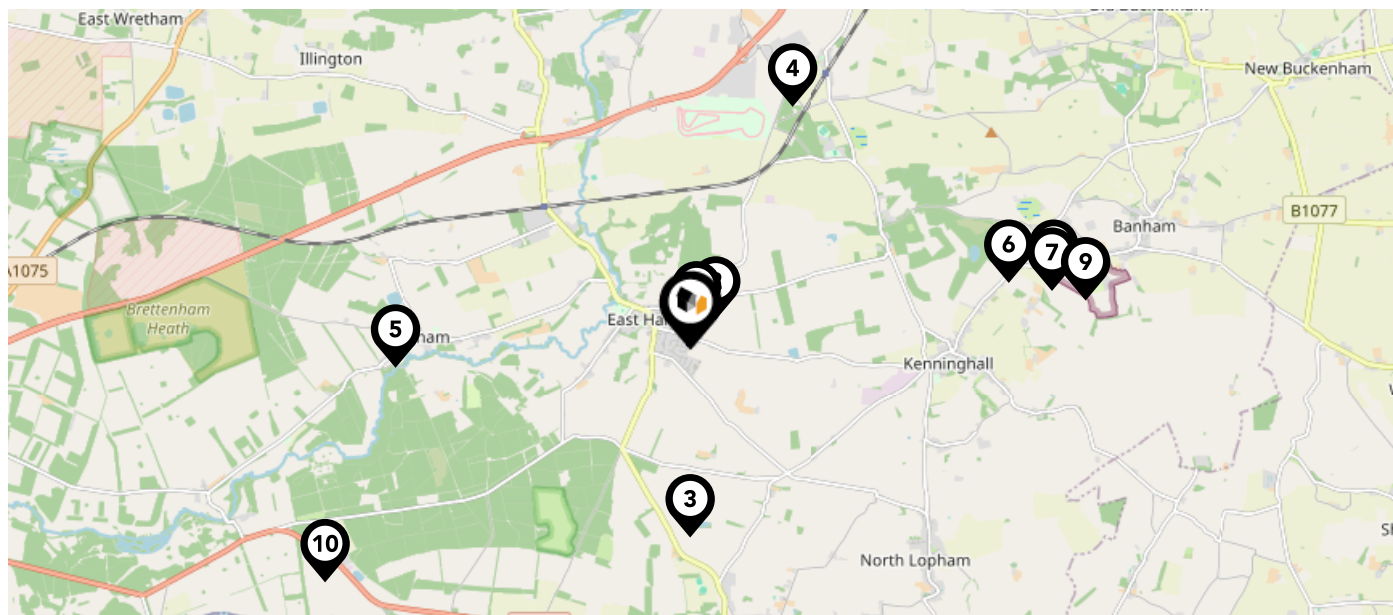 East Wretham
Illington
4
New Buckenham
B1077
Banham
6
7
9
A1075
Brettenham
Heath
5
East Har
Kenninghall
3
10
North Lopham